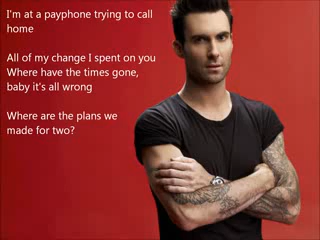 I'm at a payphone trying to call
home
All of my change I spent on you
Where have the times gone,
baby it's all wrong
Where are the plans we
made for two?